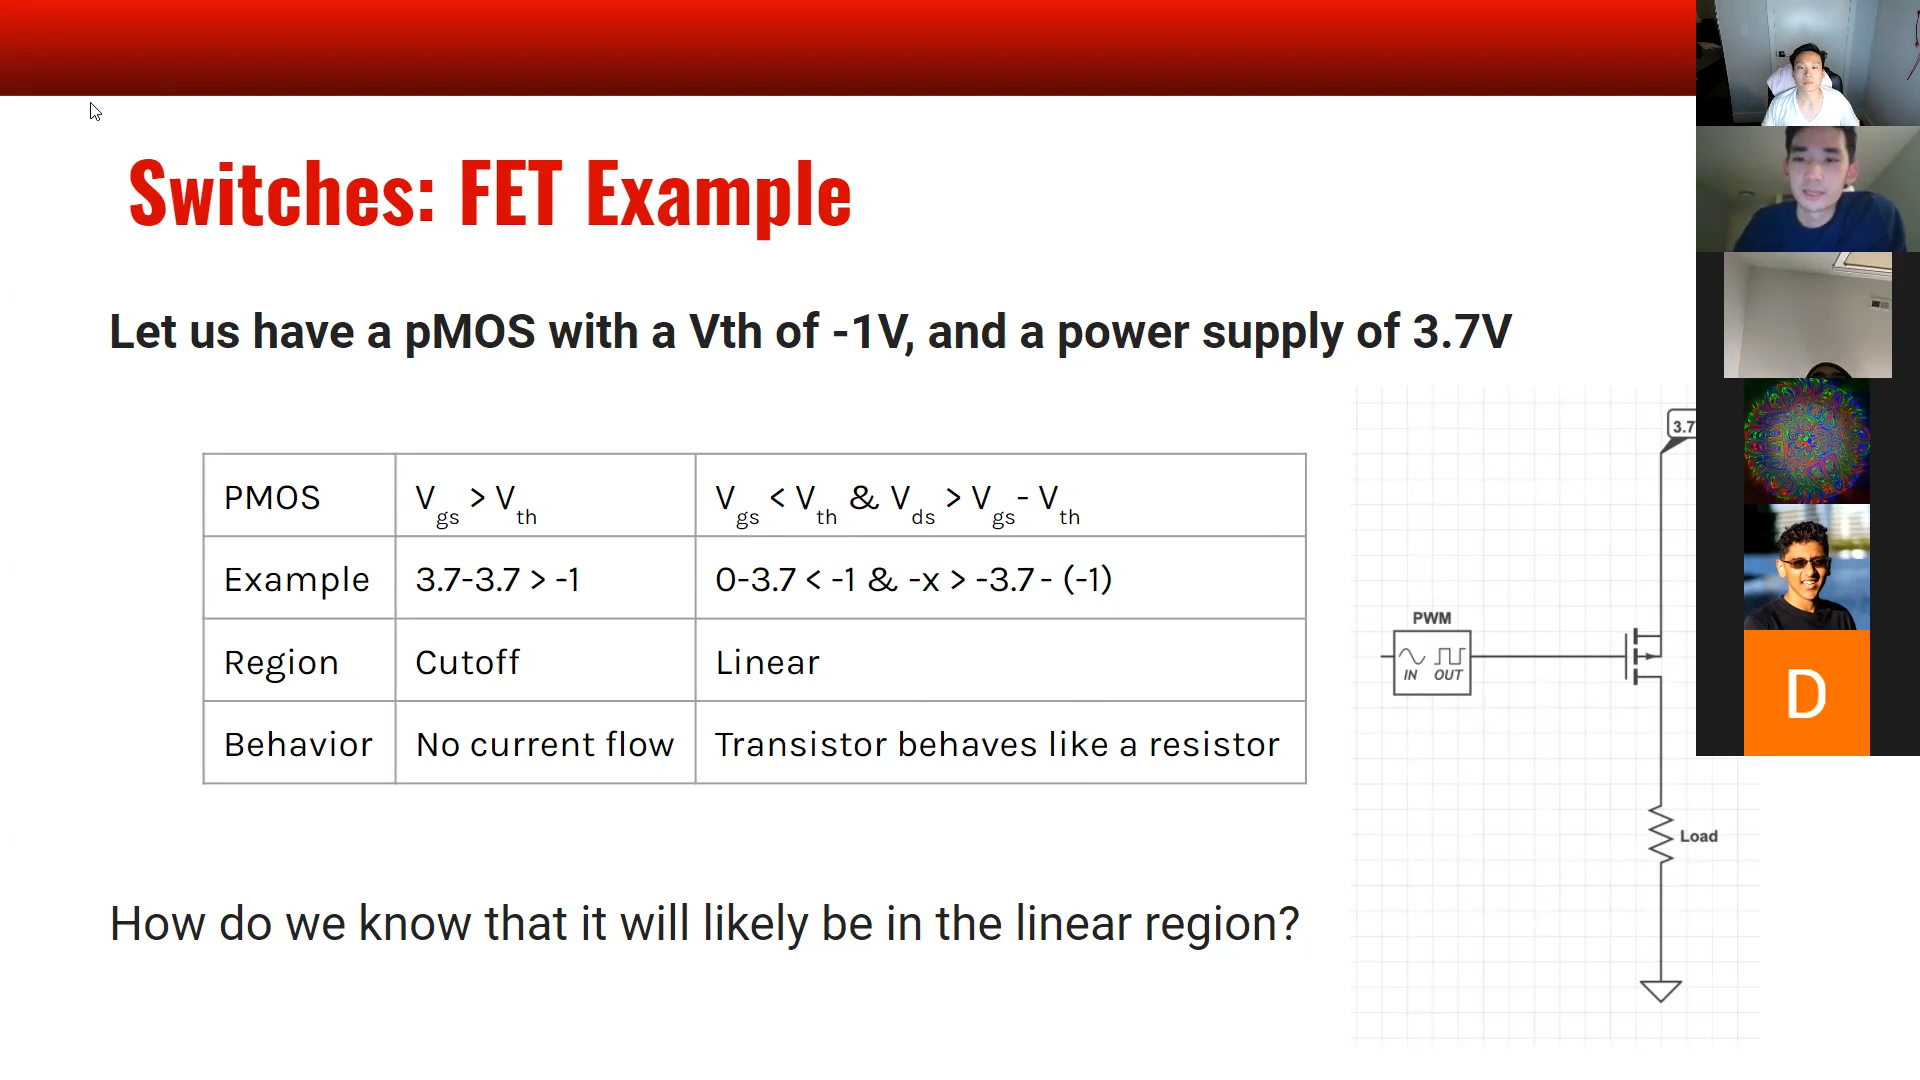 Switches: FET Example
Let us have a pMOS with a Vth of -1V, and a power supply of 3.7V
PMOS
Vgs > Vth
Vgs < Vth & Vds > Vgs - Vth
Example
3.7-3.7 > -1
0-3.7 < -1 & -x > -3.7 - (-1)
Region
Cutoff
Linear
Behavior
No current flow
Transistor behaves like a resistor
How do we know that it will likely be in the linear region?
3.7
PWM
IN OUT
Load
D